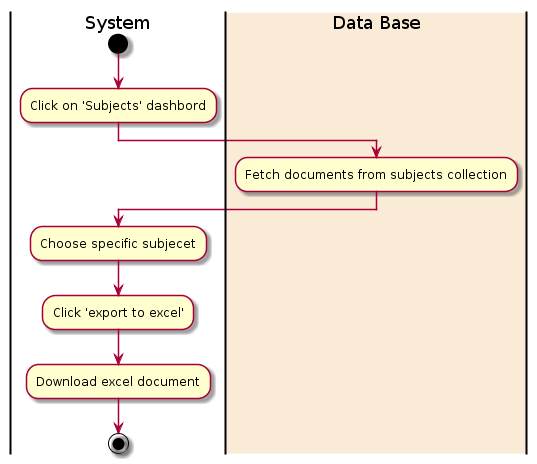 System
Data Base
Click on 'Subjects' dashbord
Fetch documents from subjects collection
Choose specific subjecet
Click 'export to excel'
Download excel document